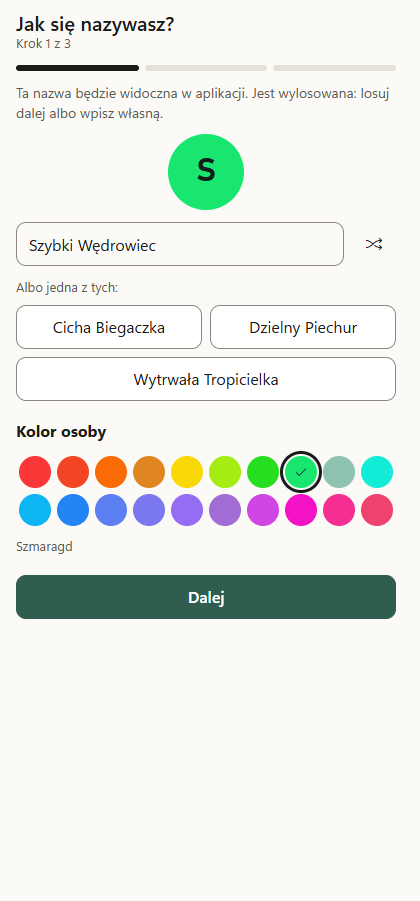 Jak się nazywasz?
Krok 1 z 3
Ta nazwa będzie widoczna w aplikacji. Jest wylosowana: losuj
dalej albo wpisz własną.
S
Szybki Wędrowiec
Albo jedna z tych:
Cicha Biegaczka
Dzielny Piechur
Wytrwała Tropicielka
Kolor osoby
Szmaragd
Dalej